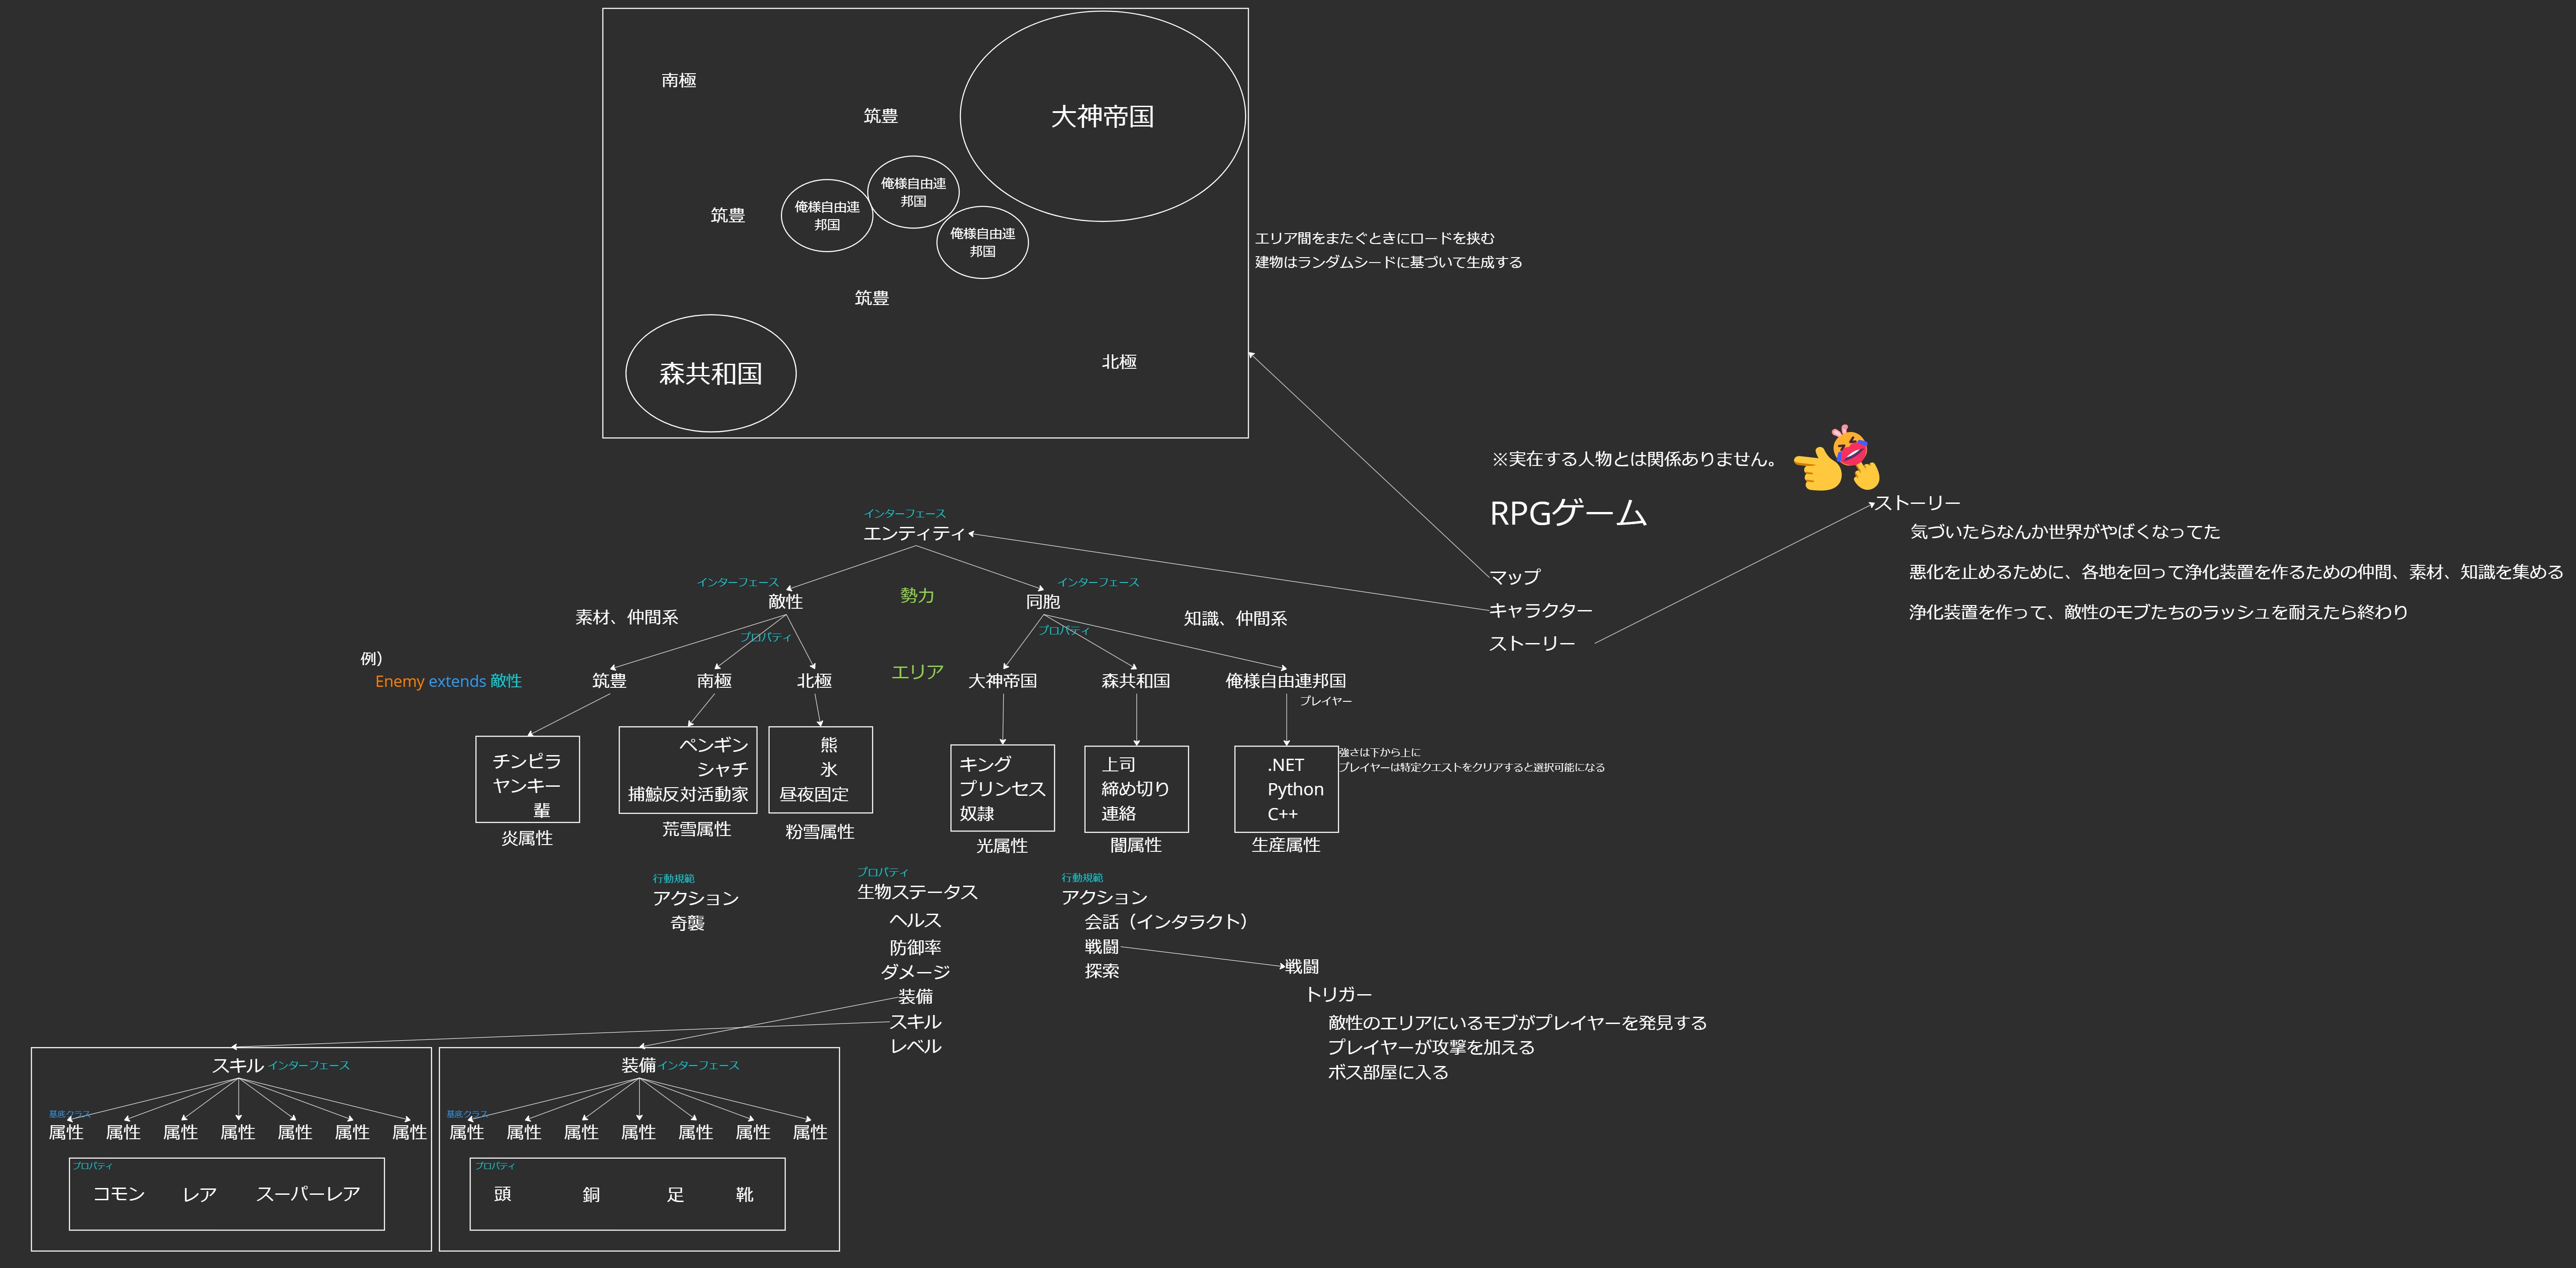 南極
筑豊
大神帝国
俺様自由連
邦国
俺様自由連
邦国
筑豊
俺様自由連
邦国
エリア間をまたぐときにロードを挟む
建物はランダムシードに基づいて生成する
筑豊
森共和国
北極
※実在する人物とは関係ありません。
RPGゲーム
マップ
キャラクター
ストーリー
ストーリー
気づいたらなんか世界がやばくなってた
悪化を止めるために、各地を回って浄化装置を作るための仲間、素材、知識を集める
浄化装置を作って、敵性のモブたちのラッシュを耐えたら終わり
インターフェース
エンティティ
インターフェース
敵性
勢力
インターフェース
同胞
素材、仲間系
プロパティ
プロパティ
知識、仲間系
例）
Enemy extends 敵性
エリア
筑豊
南極
北極
大神帝国
森共和国
俺様自由連邦国
プレイヤー
チンピラ
ヤンキー
輩
炎属性
ペンギン
シャチ
捕鯨反対活動家
荒雪属性
熊
氷
昼夜固定
粉雪属性
キング
プリンセス
奴隷
光属性
上司
締め切り
連絡
闇属性
.NET
Python
C++
生産属性
強さは下から上に
プレイヤーは特定クエストをクリアすると選択可能になる
行動規範
アクション
奇襲
プロパティ
生物ステータス
ヘルス
防御率
ダメージ
装備
スキル
レベル
行動規範
アクション
会話（インタラクト）
戦闘
探索
戦闘
トリガー
敵性のエリアにいるモブがプレイヤーを発見する
プレイヤーが攻撃を加える
ボス部屋に入る
スキル インターフェース
基底クラス
属性 属性 属性 属性 属性 属性 属性
プロパティ
コモン レア スーパーレア
装備 インターフェース
基底クラス
属性 属性 属性 属性 属性 属性 属性
プロパティ
頭 銅 足 靴